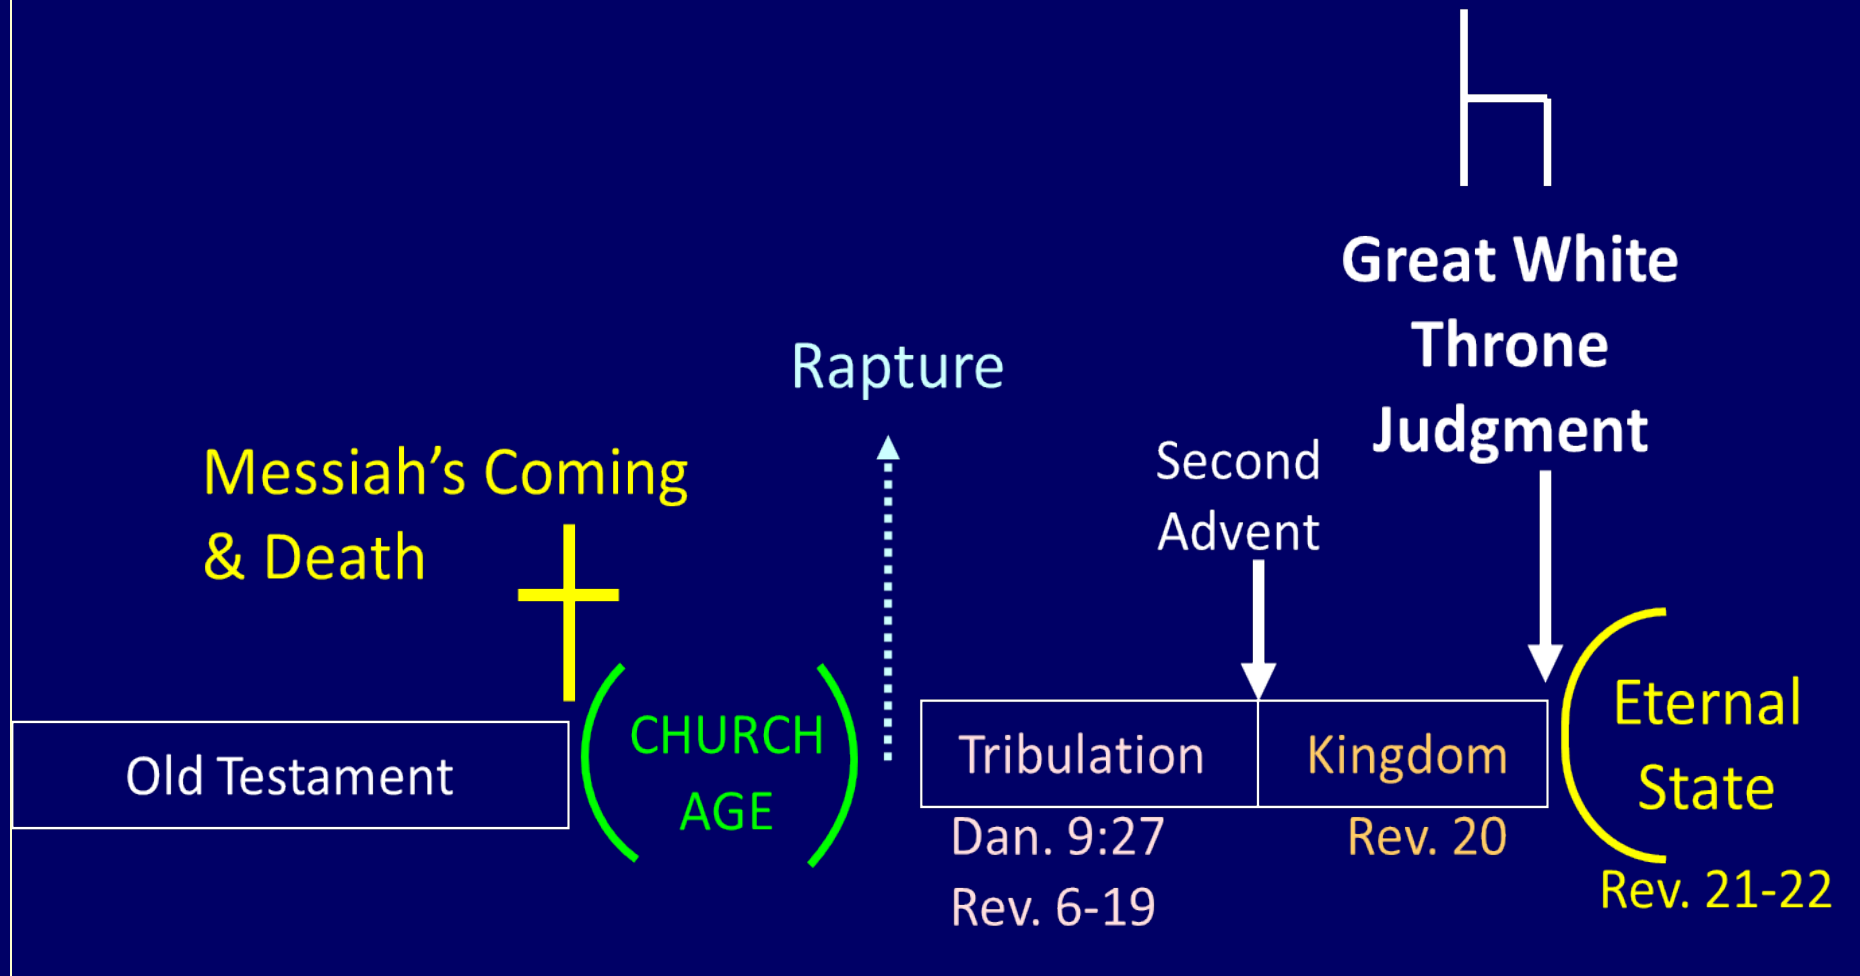 Great White
Throne
Judgment
Rapture
Messiah’s Coming
& Death
Second
Advent
Old Testament
CHURCH
AGE
Tribulation
Kingdom
Eternal
State
Dan. 9:27
Rev. 6-19
Rev. 20
Rev. 21-22